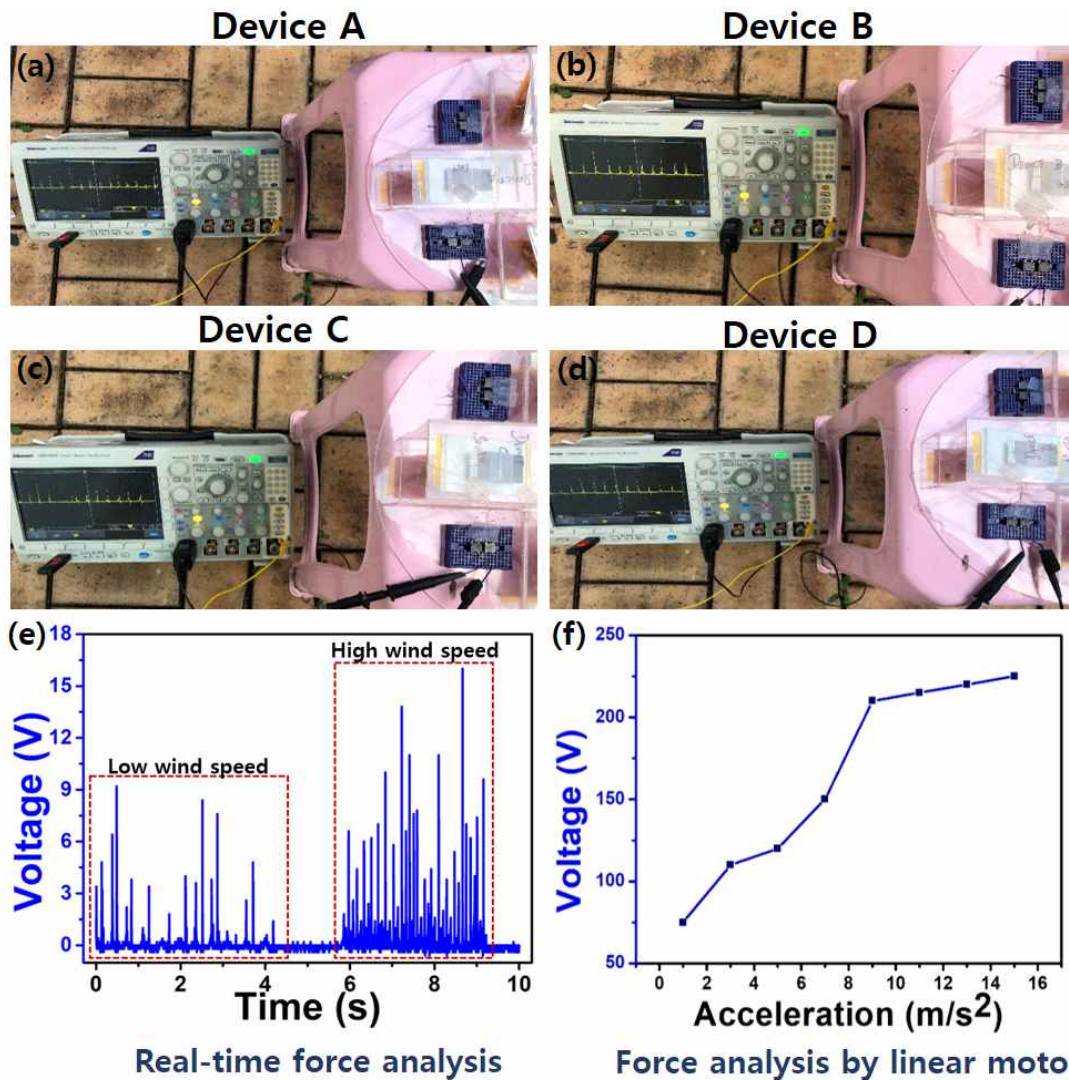 Device A
Device B
(a)
(b)
Device C
Device D
(c)
(d)
(e)
18
15
12
9
6
3
0
Voltage (V)
Low wind speed
High wind speed
0
2
4
6
8
10
Time (s)
Real-time force analysis
(f)
250
200
150
100
50
Voltage (V)
0
2
4
6
8
10
12
14
16
Acceleration (m/s²)
Force analysis by linear moto